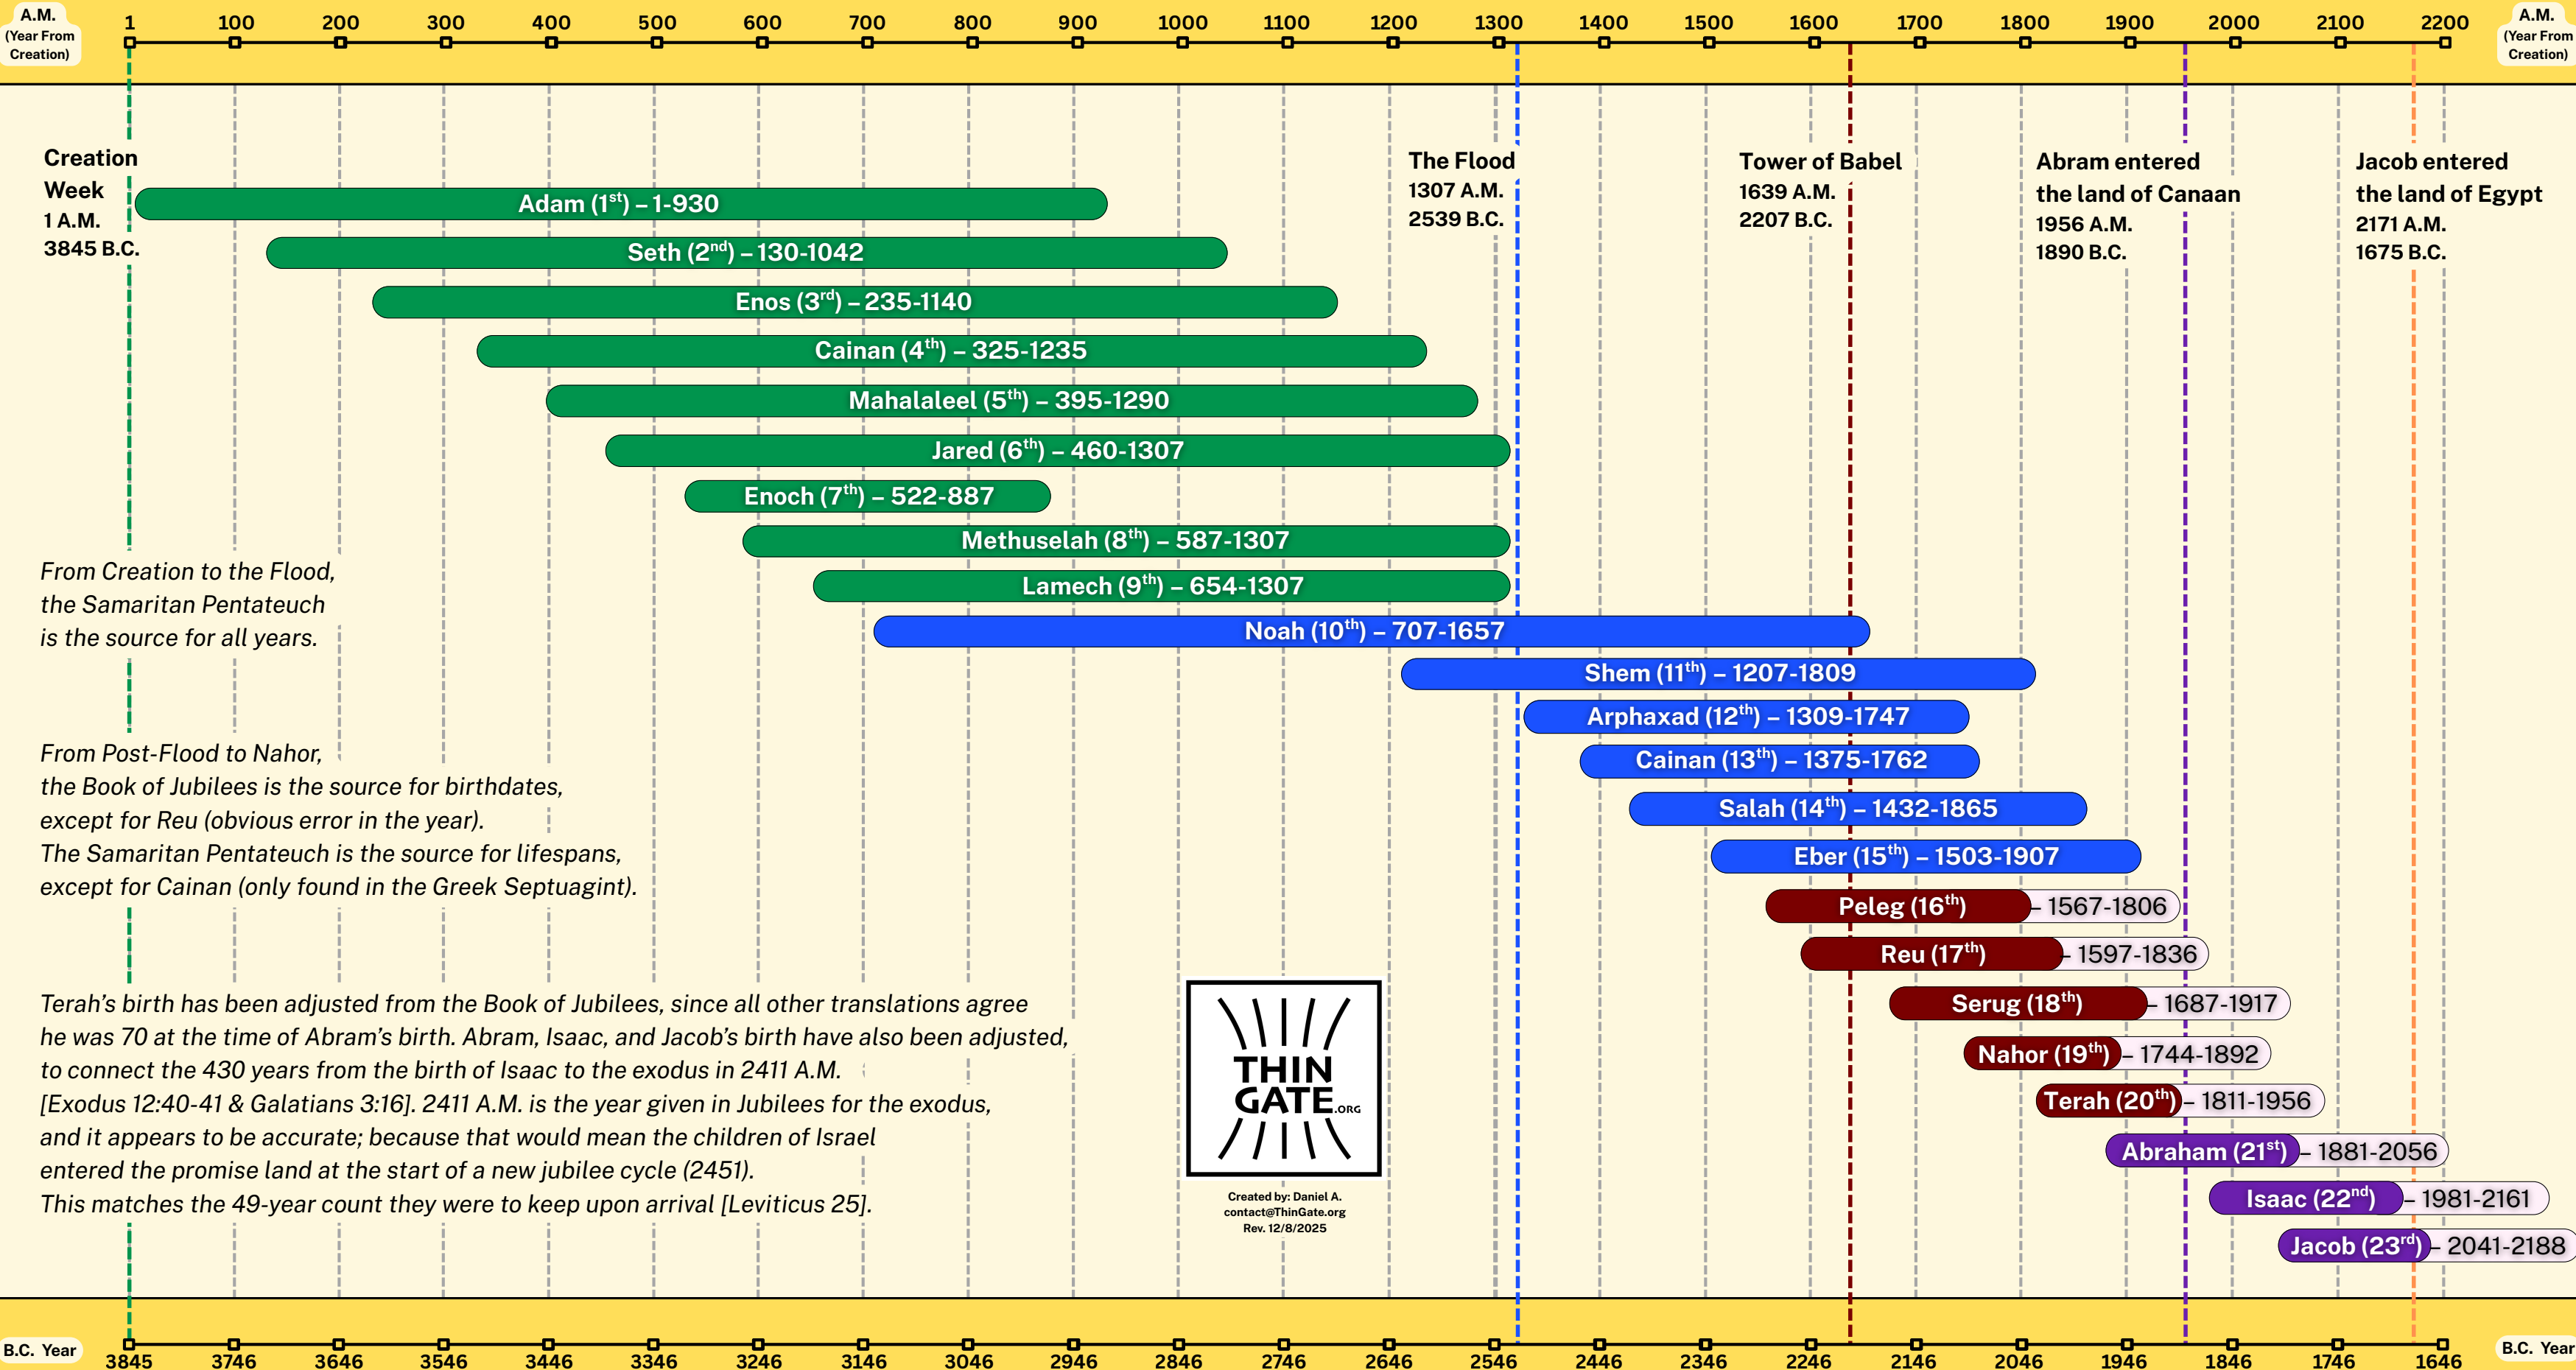 A.M.
(Year From
Creation)
1 100 200 300 400 500 600 700 800 900 1000 1100 1200 1300 1400 1500 1600 1700 1800 1900 2000 2100 2200
A.M.
(Year From
Creation)
Creation
Week
1 A.M.
3845 B.C.
The Flood
1307 A.M.
2539 B.C.
Tower of Babel
1639 A.M.
2207 B.C.
Abram entered
the land of Canaan
1956 A.M.
1890 B.C.
Jacob entered
the land of Egypt
2171 A.M.
1675 B.C.
Adam (1st) – 1-930
Seth (2nd) – 130-1042
Enos (3rd) – 235-1140
Cainan (4th) – 325-1235
Mahalaleel (5th) – 395-1290
Jared (6th) – 460-1307
Enoch (7th) – 522-887
Methuselah (8th) – 587-1307
Lamech (9th) – 654-1307
Noah (10th) – 707-1657
Shem (11th) – 1207-1809
Arphaxad (12th) – 1309-1747
Cainan (13th) – 1375-1762
Salah (14th) – 1432-1865
Eber (15th) – 1503-1907
Peleg (16th) – 1567-1806
Reu (17th) – 1597-1836
Serug (18th) – 1687-1917
Nahor (19th) – 1744-1892
Terah (20th) – 1811-1956
Abraham (21st) – 1881-2056
Isaac (22nd) – 1981-2161
Jacob (23rd) – 2041-2188
From Creation to the Flood,
the Samaritan Pentateuch
is the source for all years.
From Post-Flood to Nahor,
the Book of Jubilees is the source for birthdates,
except for Reu (obvious error in the year).
The Samaritan Pentateuch is the source for lifespans,
except for Cainan (only found in the Greek Septuagint).
Terah's birth has been adjusted from the Book of Jubilees, since all other translations agree
he was 70 at the time of Abram's birth. Abram, Isaac, and Jacob's birth have also been adjusted,
to connect the 430 years from the birth of Isaac to the exodus in 2411 A.M.
[Exodus 12:40-41 & Galatians 3:16]. 2411 A.M. is the year given in Jubilees for the exodus,
and it appears to be accurate; because that would mean the children of Israel
entered the promise land at the start of a new jubilee cycle (2451).
This matches the 49-year count they were to keep upon arrival [Leviticus 25].
THIN
GATE.ORG
Created by: Daniel A.
contact@ThinGate.org
Rev. 12/8/2025
B.C. Year
3845 3746 3646 3546 3446 3346 3246 3146 3046 2946 2846 2746 2646 2546 2446 2346 2246 2146 2046 1946 1846 1746 1646
B.C. Year